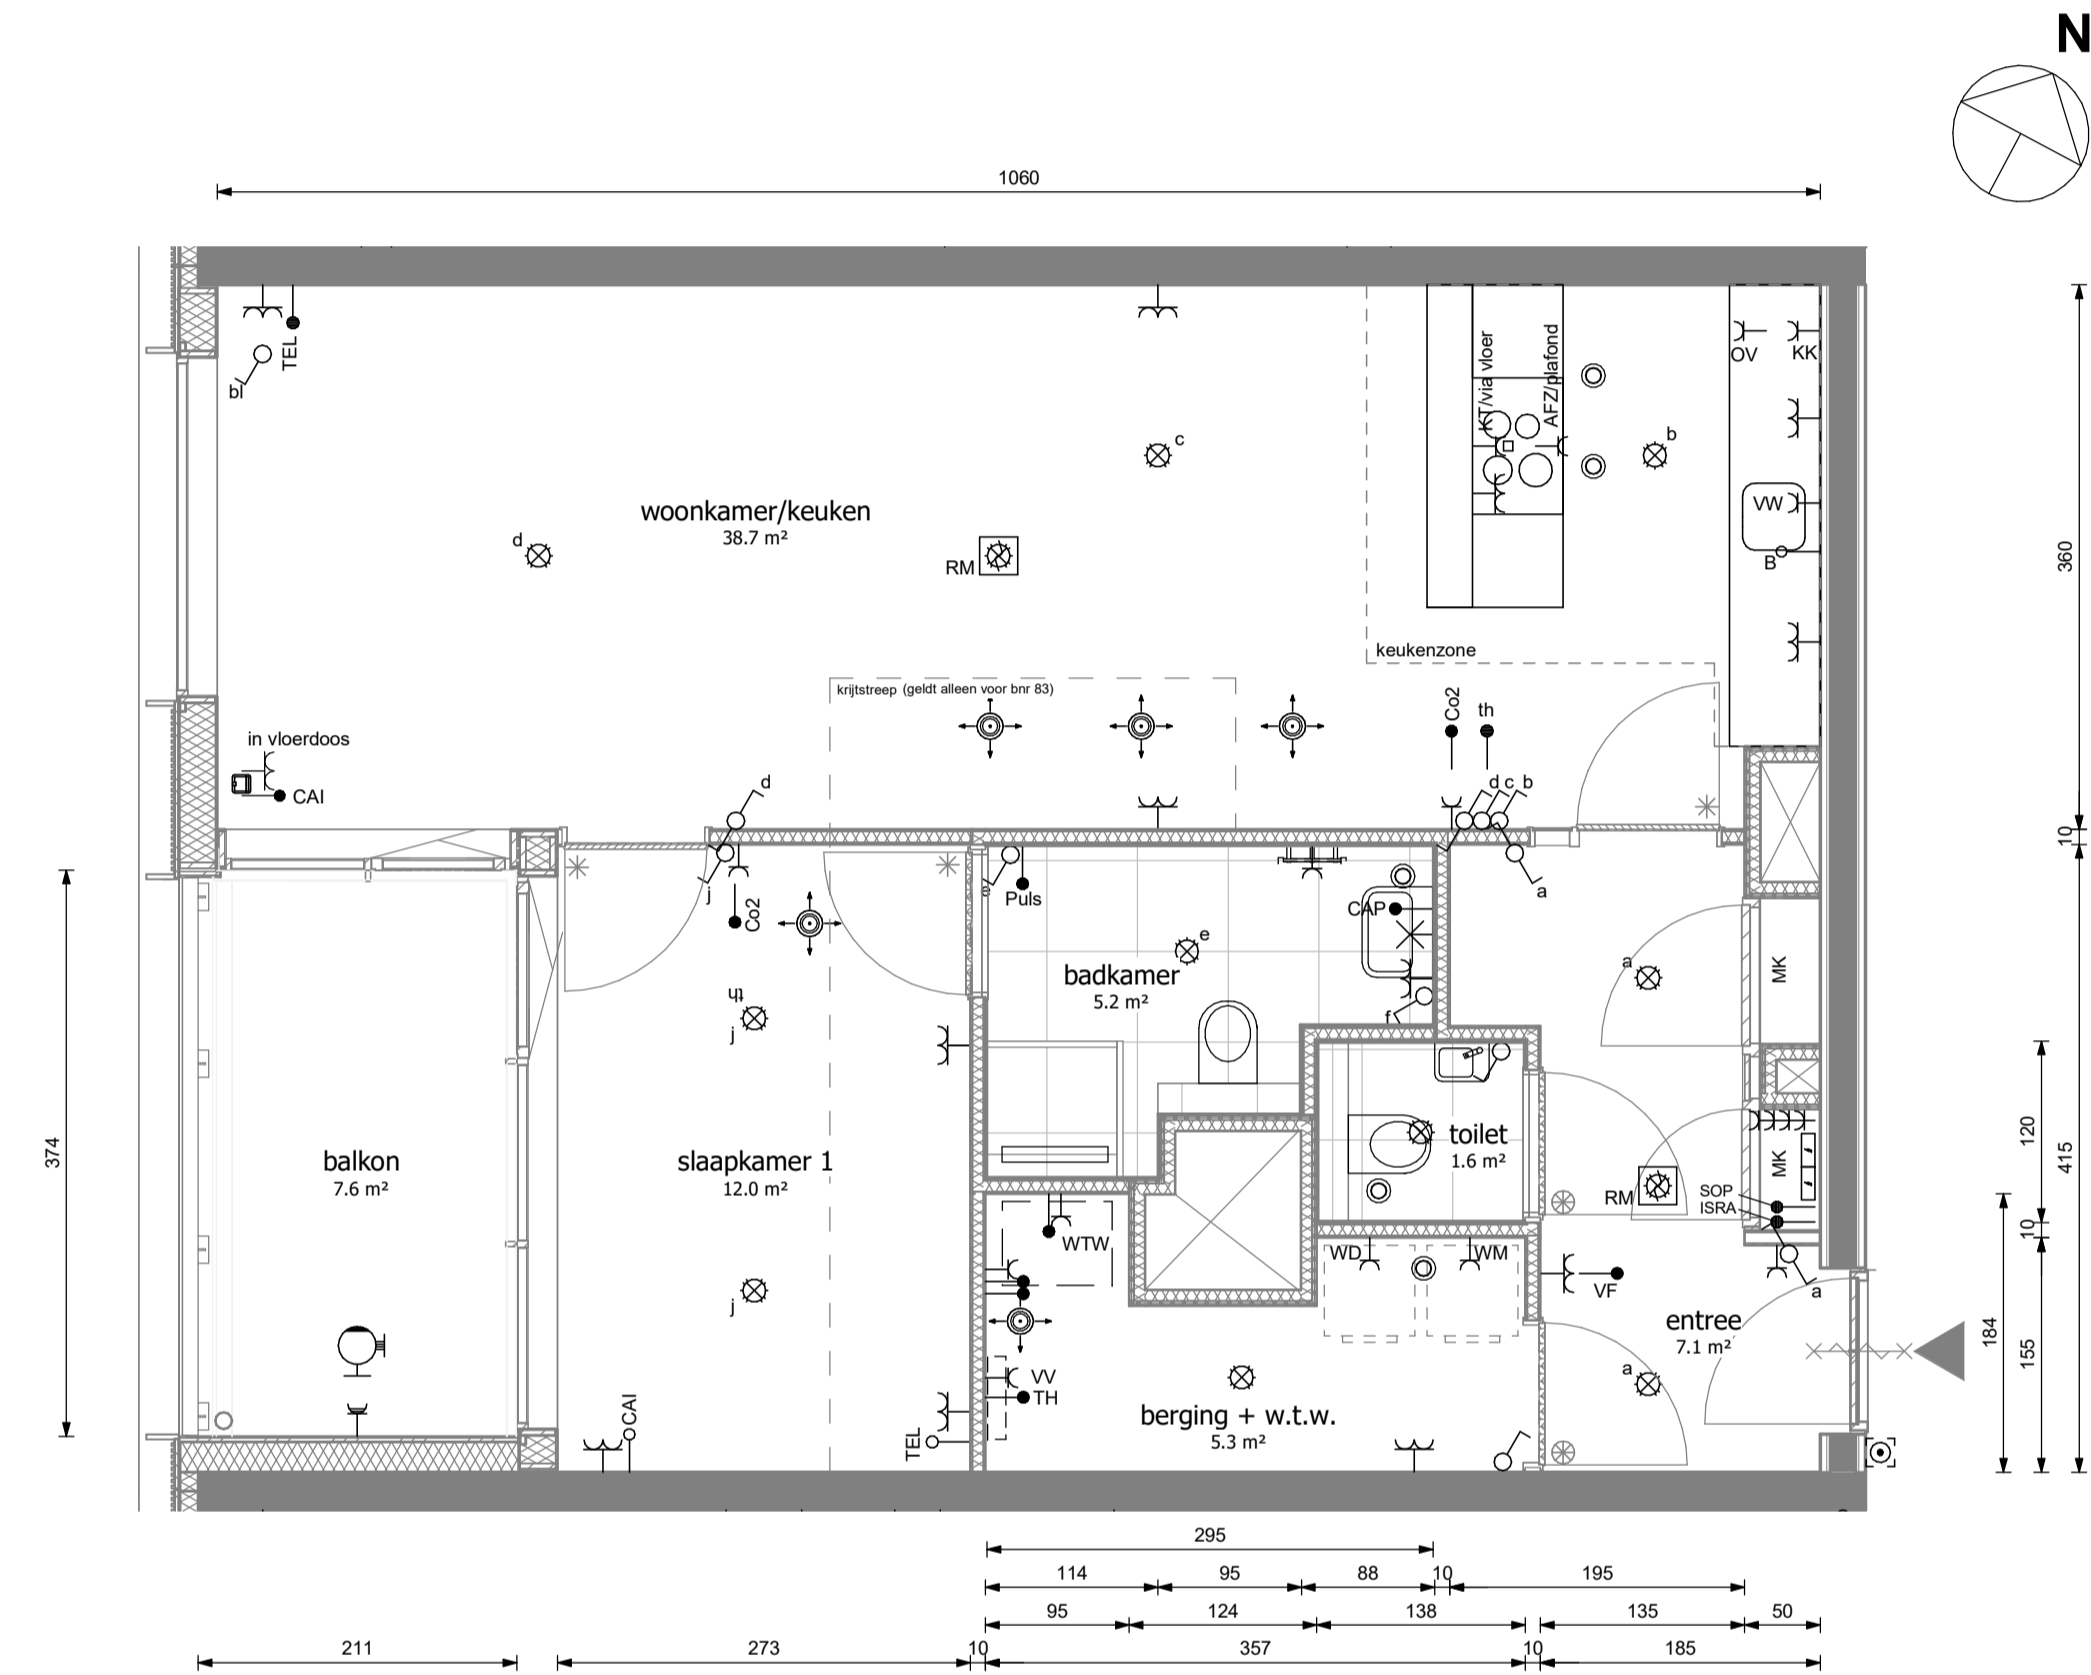 N
1060
TEL
bl
c
KT/via vloer
AFZ/plafond
OV
KK
b
woonkamer/keuken
38.7 m²
d
RM
VW
B
360
keukenzone
krijtstreep (geldt alleen voor bnr 83)
Co2
th
in vloerdoos
CAI
d
d c b
10
j
Co2
e
Puls
CAP
a
e
badkamer
5.2 m²
a
MK
th
j
f
balkon
7.6 m²
slaapkamer 1
12.0 m²
toilet
1.6 m²
MK
374
120
415
RM
SOP
ISRA
WTW
WD
WM
VF
a
10
j
entree
7.1 m²
184
155
VV
TH
a
berging + w.t.w.
5.3 m²
CAI
TEL
295
114
95
88
10
195
95
124
138
135
50
211
273
10
357
10
185